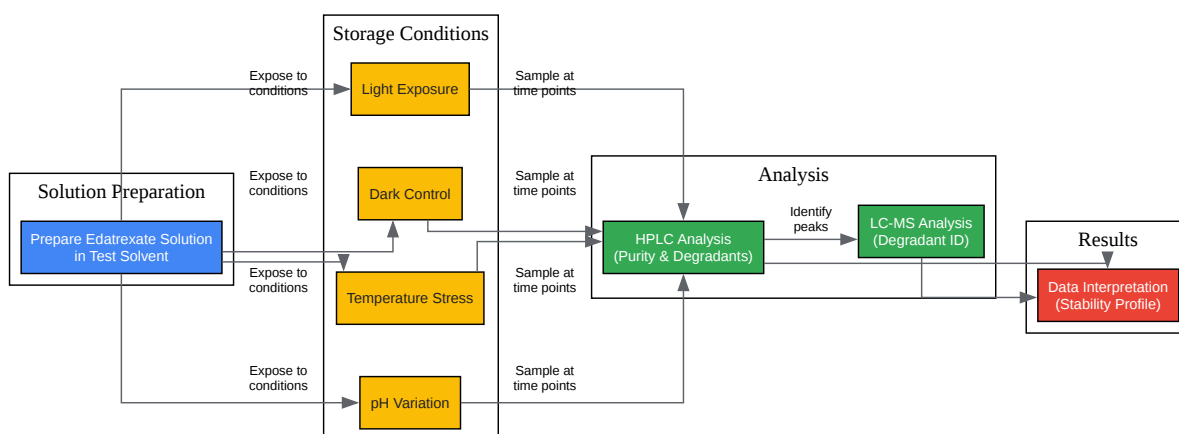 Storage Conditions
Expose to
conditions
Light Exposure
Sample at
time points
Solution Preparation
Prepare Edatrexate Solution
in Test Solvent
Expose to
conditions
Dark Control
Sample at
time points
Expose to
conditions
Temperature Stress
Sample at
time points
Expose to
conditions
pH Variation
Sample at
time points
Analysis
HPLC Analysis
(Purity & Degradants)
Identify
peaks
LC-MS Analysis
(Degradant ID)
Results
Data Interpretation
(Stability Profile)